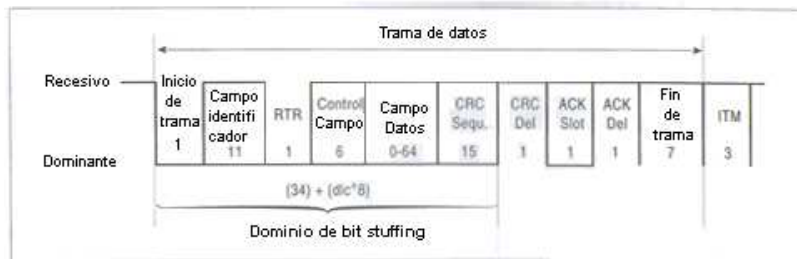 Trama de datos
Recesivo
Inicio
de
trama
1
Campo
identifi
cador
11
RTR
1
Control
Campo
6
Campo
Datos
0-64
CRC
Sequ.
15
CRC
Del
1
ACK
Slot
1
ACK
Del
1
Fin
de
trama
7
ITM
3
Dominante
(34) + (dlc*8)
Dominio de bit stuffing